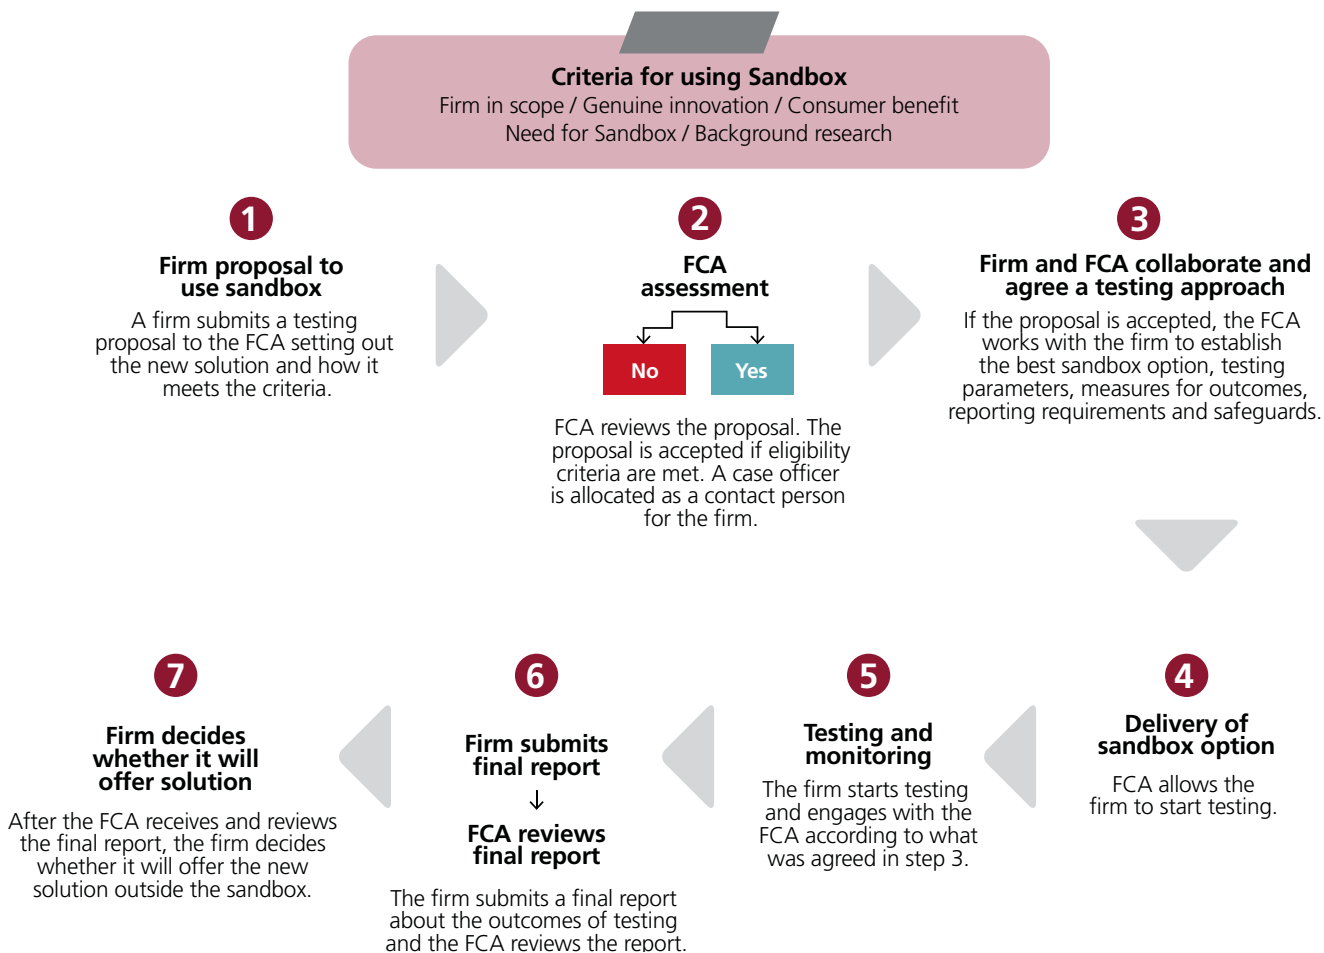 Criteria for using Sandbox
Firm in scope / Genuine innovation / Consumer benefit
Need for Sandbox / Background research
1
Firm proposal to
use sandbox
A firm submits a testing
proposal to the FCA setting out
the new solution and how it
meets the criteria.
2
FCA
assessment
No
Yes
FCA reviews the proposal. The
proposal is accepted if eligibility
criteria are met. A case officer
is allocated as a contact person
for the firm.
3
Firm and FCA collaborate and
agree a testing approach
If the proposal is accepted, the FCA
works with the firm to establish
the best sandbox option, testing
parameters, measures for outcomes,
reporting requirements and safeguards.
4
Delivery of
sandbox option
FCA allows the
firm to start testing.
5
Testing and
monitoring
The firm starts testing
and engages with the
FCA according to what
was agreed in step 3.
6
Firm submits
final report
FCA reviews
final report
The firm submits a final report
about the outcomes of testing
and the FCA reviews the report.
7
Firm decides
whether it will
offer solution
After the FCA receives and reviews
the final report, the firm decides
whether it will offer the new
solution outside the sandbox.